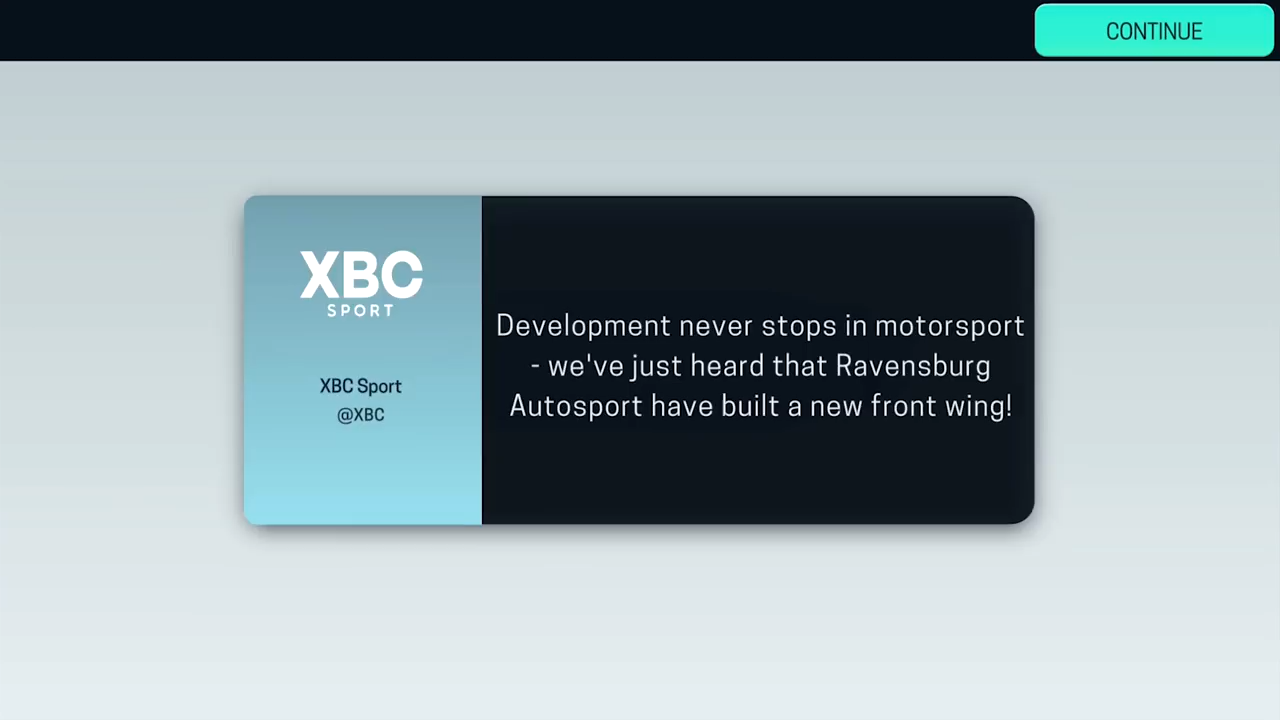 CONTINUE
XBC
SPORT
XBC Sport
@XBC
Development never stops in motorsport
- we've just heard that Ravensburg
Autosport have built a new front wing!